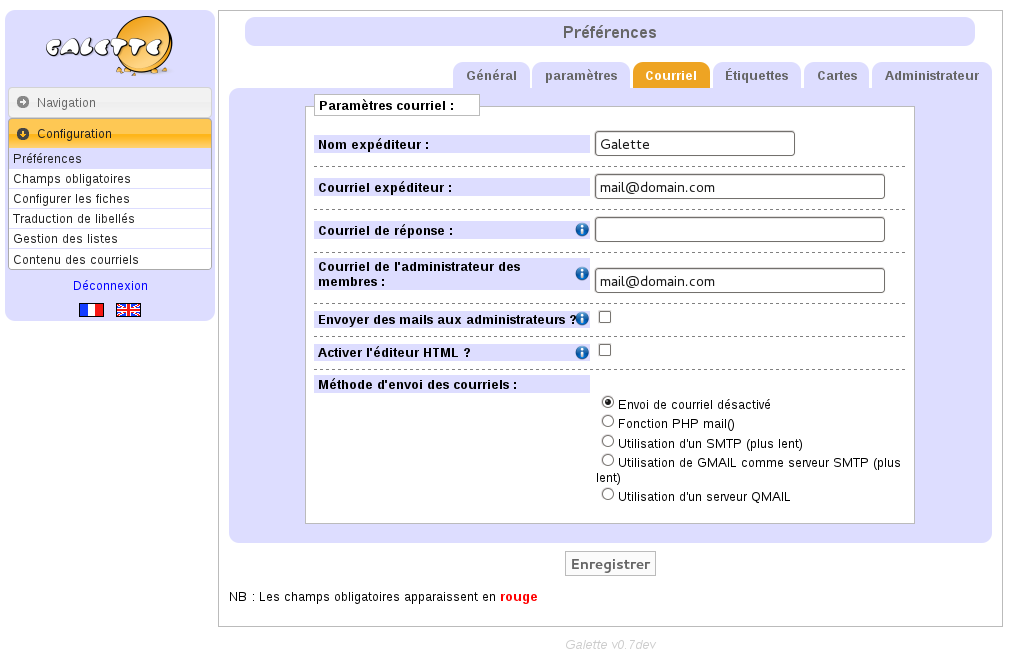 GALETTE
Navigation
Configuration
Préférences
Champs obligatoires
Configurer les fiches
Traduction de libellés
Gestion des listes
Contenu des courriels
Déconnexion
Préférences
Général paramètres Courriel Étiquettes Cartes Administrateur
Paramètres courriel :
Nom expéditeur : Galette
Courriel expéditeur : mail@domain.com
Courriel de réponse :
Courriel de l'administrateur des
membres : mail@domain.com
Envoyer des mails aux administrateurs ?
Activer l'éditeur HTML ?
Méthode d'envoi des courriels :
Envoi de courriel désactivé
Fonction PHP mail()
Utilisation d'un SMTP (plus lent)
Utilisation de GMAIL comme serveur SMTP (plus
lent)
Utilisation d'un serveur QMAIL
Enregistrer
NB : Les champs obligatoires apparaissent en rouge
Galette v0.7dev